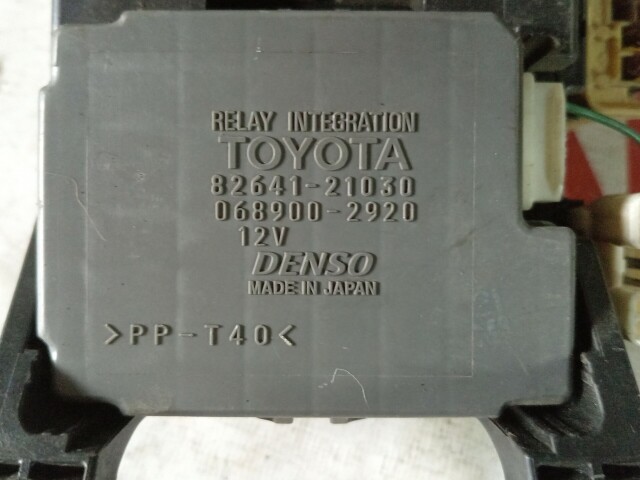 RELAY INTEGRATION
TOYOTA
82641-21030
068900-2920
12V
DENSO
MADE IN JAPAN
>PP-T40<